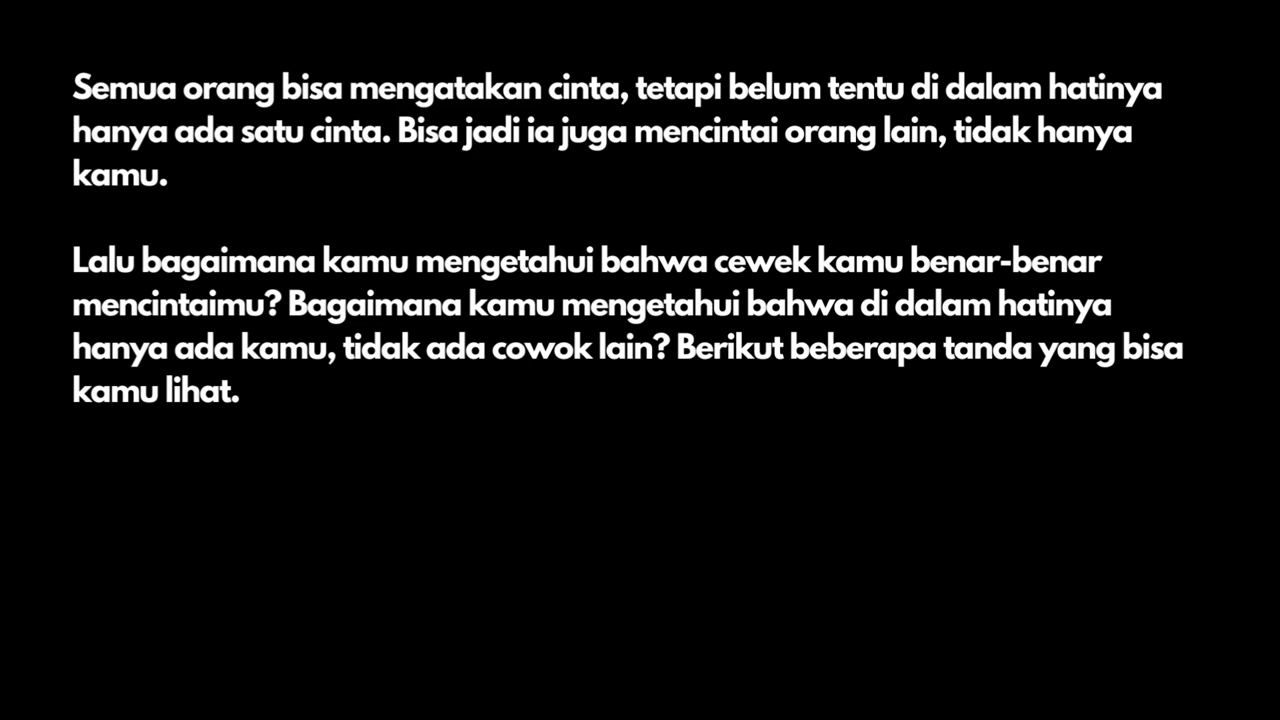 Semua orang bisa mengatakan cinta, tetapi belum tentu di dalam hatinya
hanya ada satu cinta. Bisa jadi ia juga mencintai orang lain, tidak hanya
kamu.
Lalu bagaimana kamu mengetahui bahwa cewek kamu benar-benar
mencintaimu? Bagaimana kamu mengetahui bahwa di dalam hatinya
hanya ada kamu, tidak ada cowok lain? Berikut beberapa tanda yang bisa
kamu lihat.